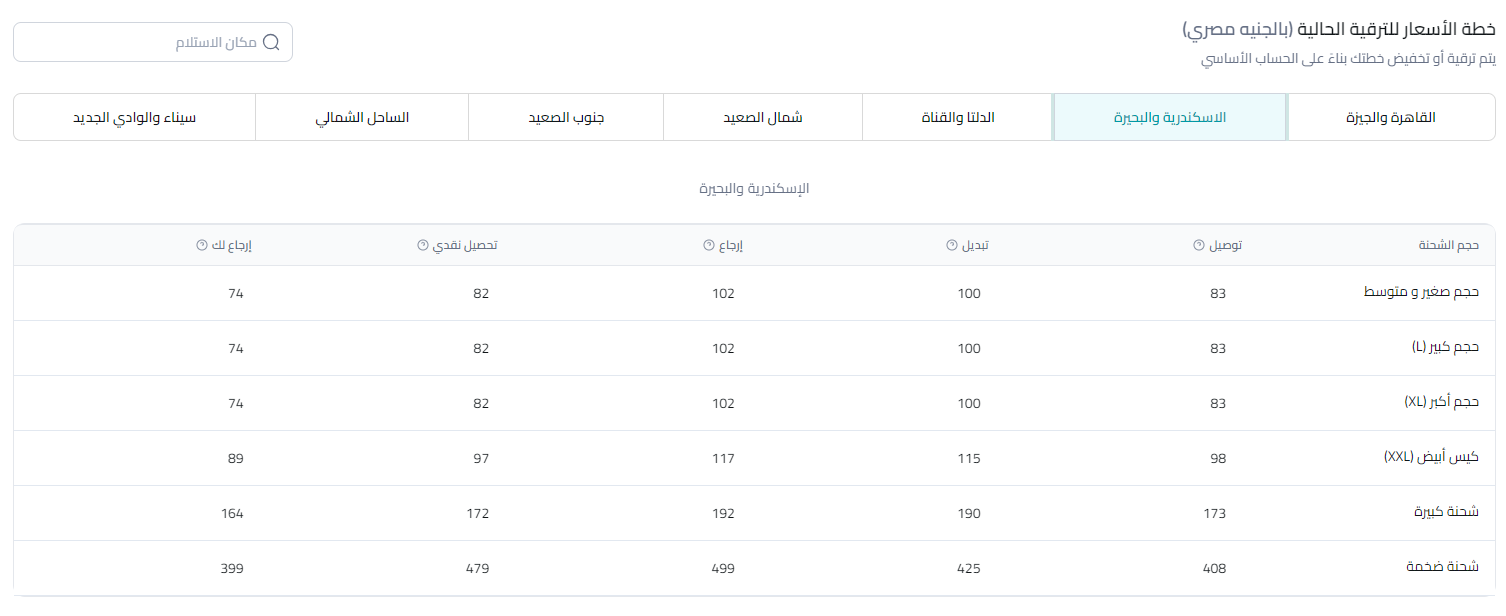 خطة الأسعار للترقية الحالية (بالجنيه مصري)
يتم ترقية أو تخفيض خطتك بناءً على الحساب الأساسي
مكان الاستلام
القاهرة والجيزة الاسكندرية والبحيرة الدلتا والقناة شمال الصعيد جنوب الصعيد الساحل الشمالي سيناء والوادي الجديد
الإسكندرية والبحيرة
حجم الشحنة توصيل تبديل إرجاع تحصيل نقدي إرجاع لك
حجم صغير و متوسط 83 100 102 82 74
حجم كبير (L) 83 100 102 82 74
حجم أكبر (XL) 83 100 102 82 74
كيس أبيض (XXL) 98 115 117 97 89
شحنة كبيرة 173 190 192 172 164
شحنة ضخمة 408 425 499 479 399